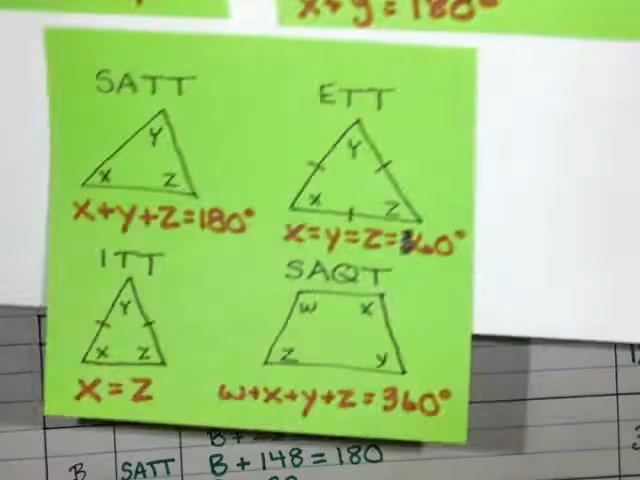 x + y = 180°
SATT
Y
X
Z
X+Y+Z=180°
ETT
Y
X
Z
X=Y=Z=60°
ITT
Y
X
Z
X = Z
SAQT
W
X
Z
Y
W+X+Y+Z=360°
B
SATT
B + 148 = 180